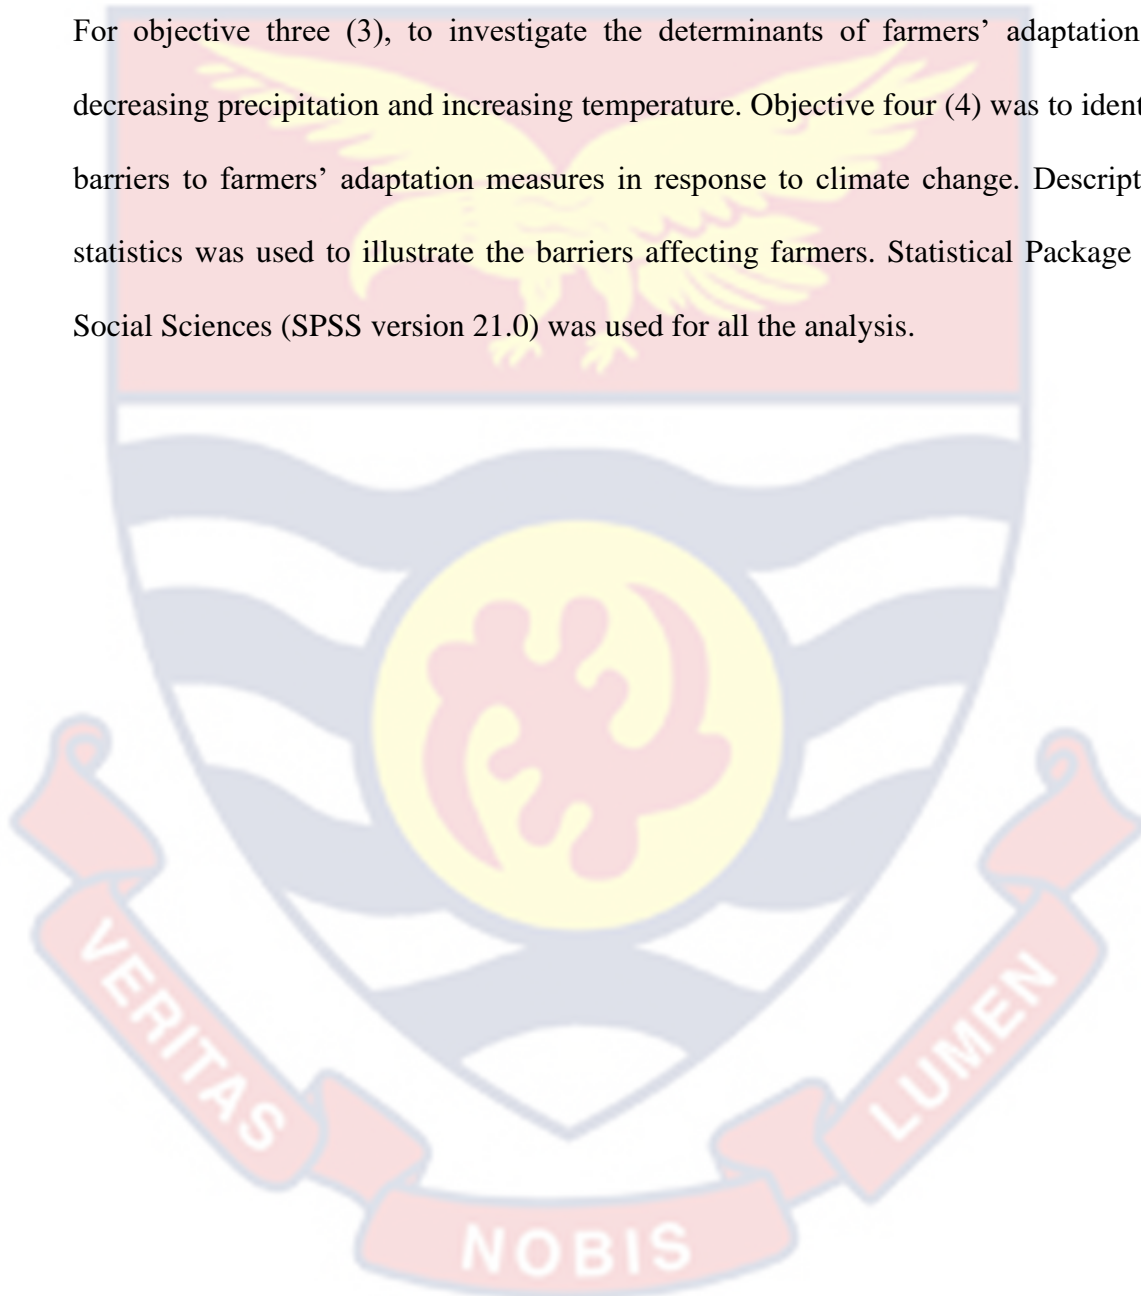 For objective three (3), to investigate the determinants of farmers’ adaptation
decreasing precipitation and increasing temperature. Objective four (4) was to
barriers to farmers’ adaptation measures in response to climate change.
statistics was used to illustrate the barriers affecting farmers. Statistical Package
Social Sciences (SPSS version 21.0) was used for all the analysis.
VERITAS
NOBIS
LUMEN